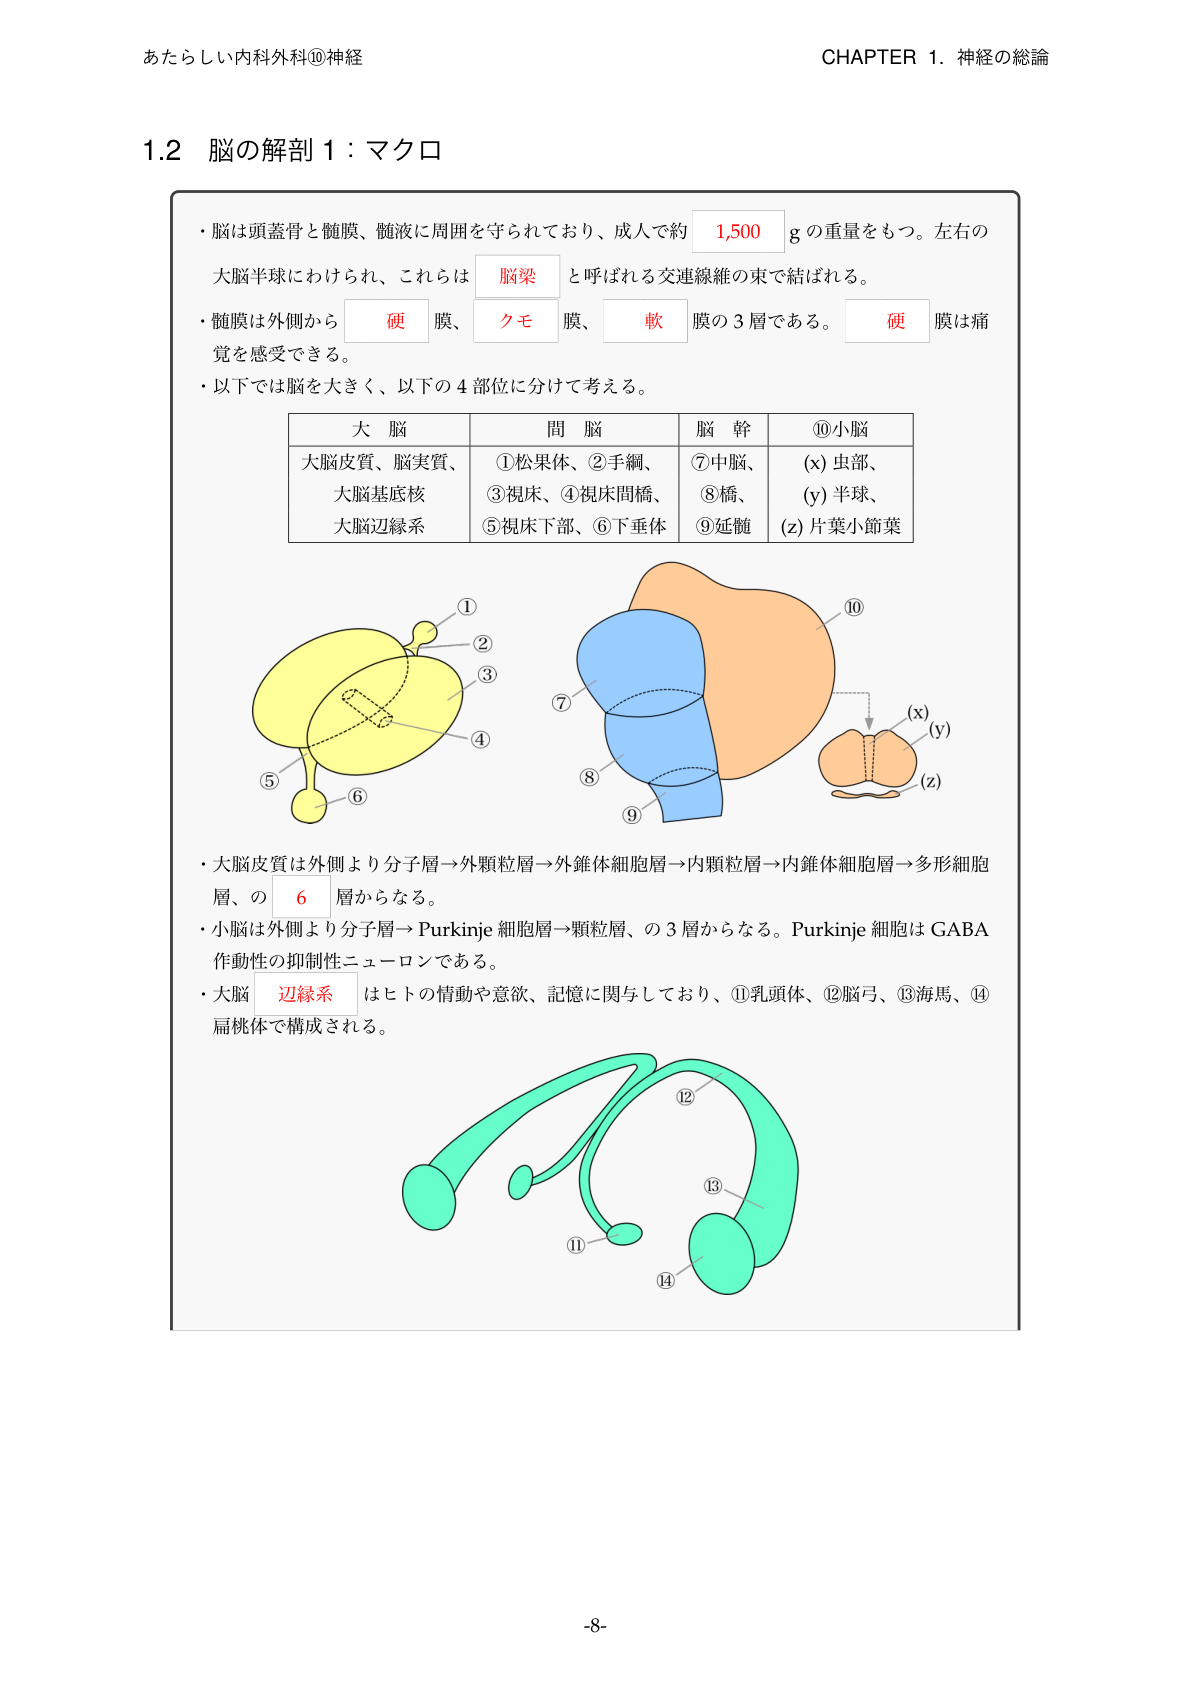 あたらしい内科外科⑩神経
CHAPTER 1. 神経の総論
1.2 脳の解剖 1：マクロ
・脳は頭蓋骨と髄膜、髄液に周囲を守られており、成人で約 1,500 g の重量をもつ。左右の
大脳半球にわけられ、これらは 脳梁 と呼ばれる交連線維の束で結ばれる。
・髄膜は外側から 硬 膜、 クモ 膜、 軟 膜の 3 層である。 硬 膜は痛
覚を感受できる。
・以下では脳を大きく、以下の 4 部位に分けて考える。
大 脳 間 脳 脳 幹 ⑩小脳
大脳皮質、脳実質、 ①松果体、②手綱、 ⑦中脳、 (x) 虫部、
大脳基底核 ③視床、④視床間橋、 ⑧橋、 (y) 半球、
大脳辺縁系 ⑤視床下部、⑥下垂体 ⑨延髄 (z) 片葉小節葉
①
②
③
④
⑤
⑥
⑦
⑧
⑨
⑩
(x)
(y)
(z)
・大脳皮質は外側より分子層→外顆粒層→外錐体細胞層→内顆粒層→内錐体細胞層→多形細胞
層、の 6 層からなる。
・小脳は外側より分子層→ Purkinje 細胞層→顆粒層、の 3 層からなる。Purkinje 細胞は GABA
作動性の抑制性ニューロンである。
・大脳 辺縁系 はヒトの情動や意欲、記憶に関与しており、⑪乳頭体、⑫脳弓、⑬海馬、⑭
扁桃体で構成される。
⑫
⑬
⑪
⑭
-8-